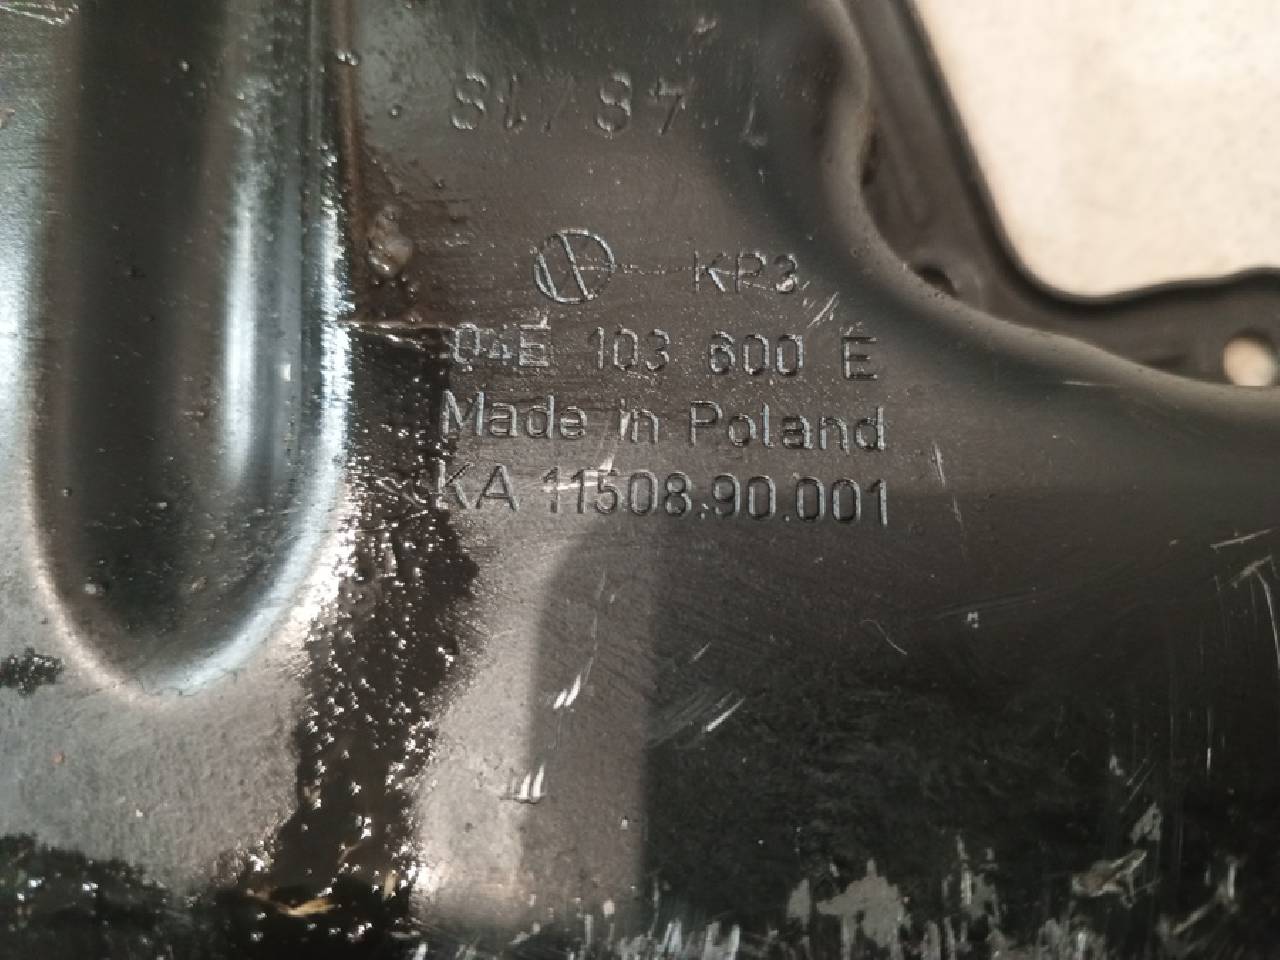 KP3
04E 103 600 E
Made in Poland
KA 11508.90.001